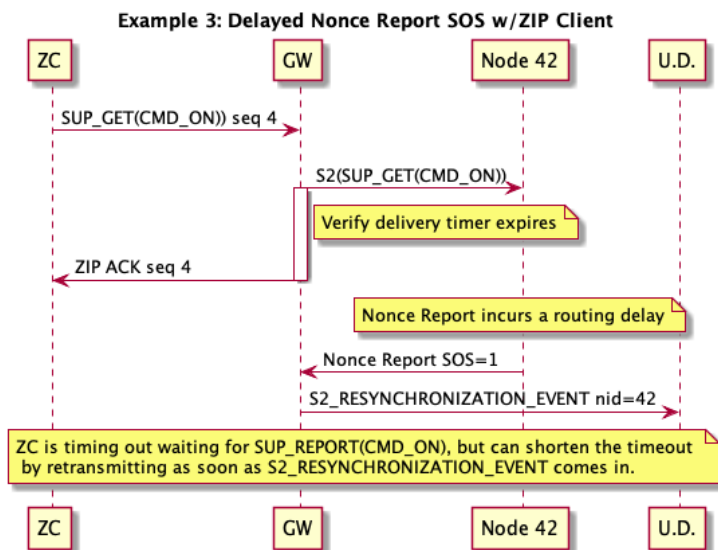 Example 3: Delayed Nonce Report SOS w/ZIP Client
ZC
GW
Node 42
U.D.
SUP_GET(CMD_ON)) seq 4
S2(SUP_GET(CMD_ON))
Verify delivery timer expires
ZIP ACK seq 4
Nonce Report incurs a routing delay
Nonce Report SOS=1
S2_RESYNCHRONIZATION_EVENT nid=42
ZC is timing out waiting for SUP_REPORT(CMD_ON), but can shorten the timeout
by retransmitting as soon as S2_RESYNCHRONIZATION_EVENT comes in.
ZC
GW
Node 42
U.D.